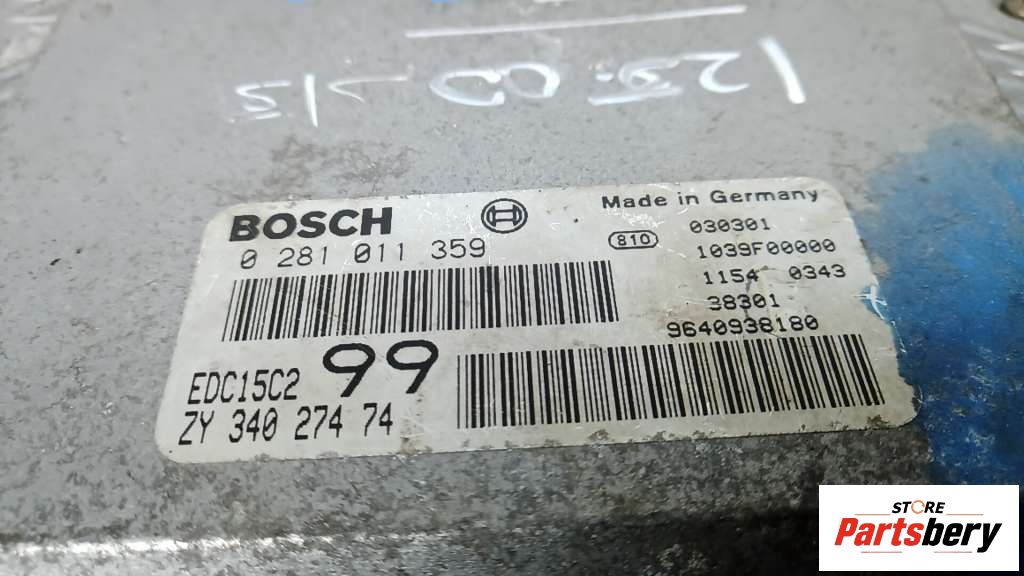 BOSCH
0 281 011 359
Made in Germany
810
030301
1039F00000
1154 0343
38301
9640938180
EDC15C2 99
ZY 340 274 74
STORE
Partsbery